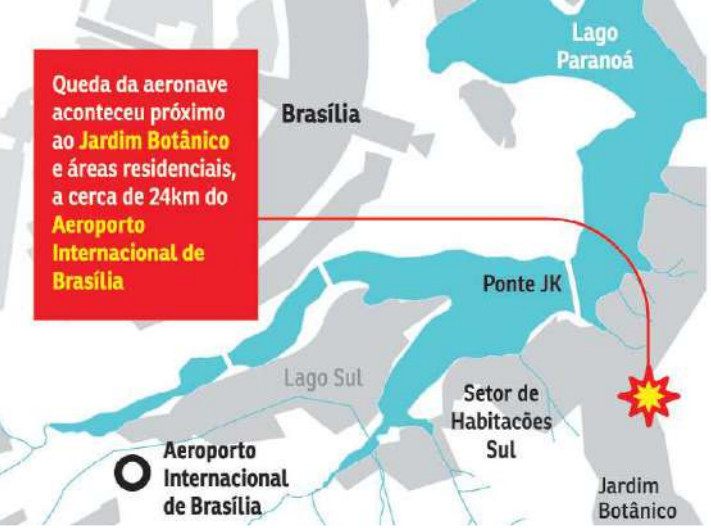 Lago
Paranoá
Queda da aeronave
aconteceu próximo
ao Jardim Botânico
e áreas residenciais,
a cerca de 24km do
Aeroporto
Internacional de
Brasília
Brasília
Ponte JK
Lago Sul
Setor de
Habitacões
Sul
Aeroporto
Internacional
de Brasília
Jardim
Botânico